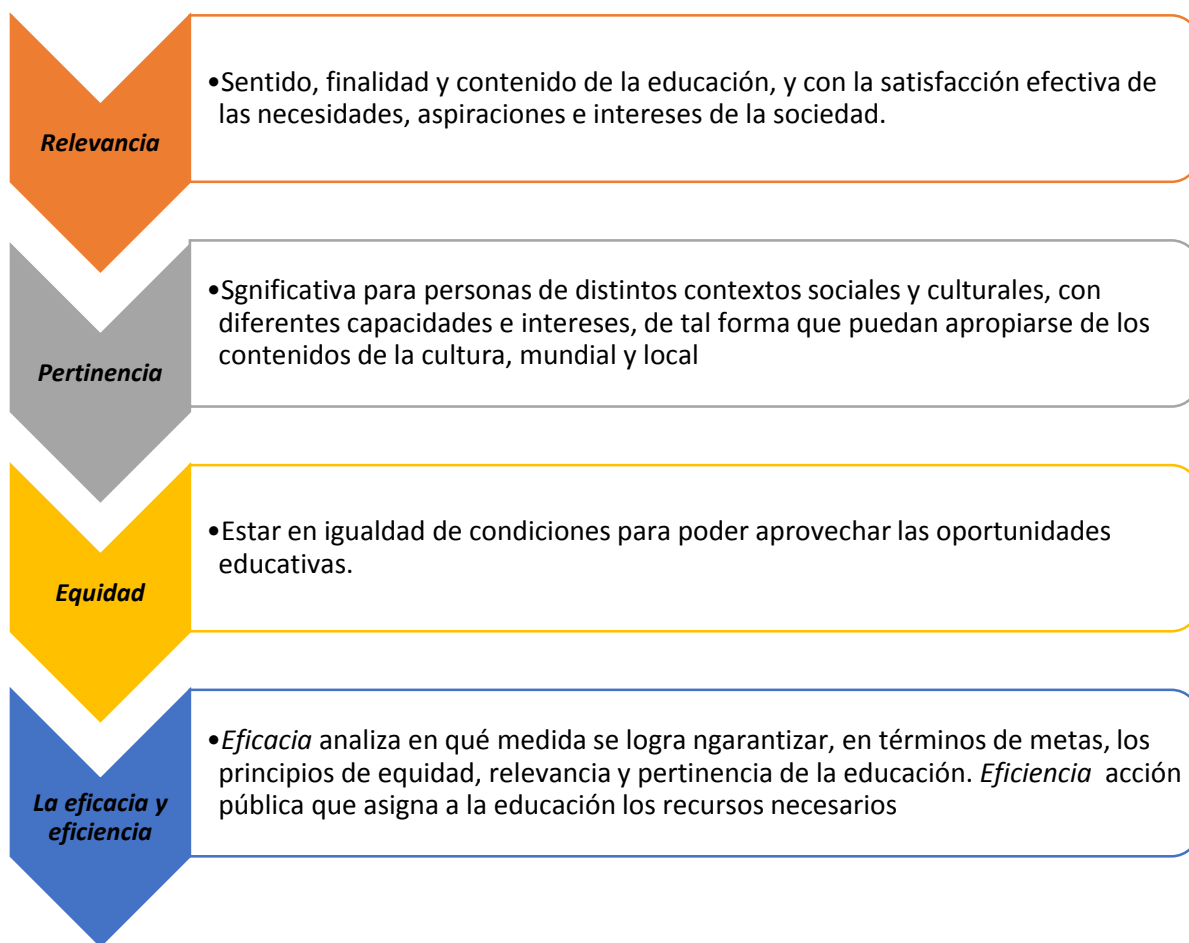 Relevancia
•Sentido, finalidad y contenido de la educación, y con la satisfacción efectiva de
las necesidades, aspiraciones e intereses de la sociedad.
Pertinencia
•Sgnificativa para personas de distintos contextos sociales y culturales, con
diferentes capacidades e intereses, de tal forma que puedan apropiarse de los
contenidos de la cultura, mundial y local
Equidad
•Estar en igualdad de condiciones para poder aprovechar las oportunidades
educativas.
La eficacia y
eficiencia
•Eficacia analiza en qué medida se logra ngarantizar, en términos de metas, los
principios de equidad, relevancia y pertinencia de la educación. Eficiencia acción
pública que asigna a la educación los recursos necesarios